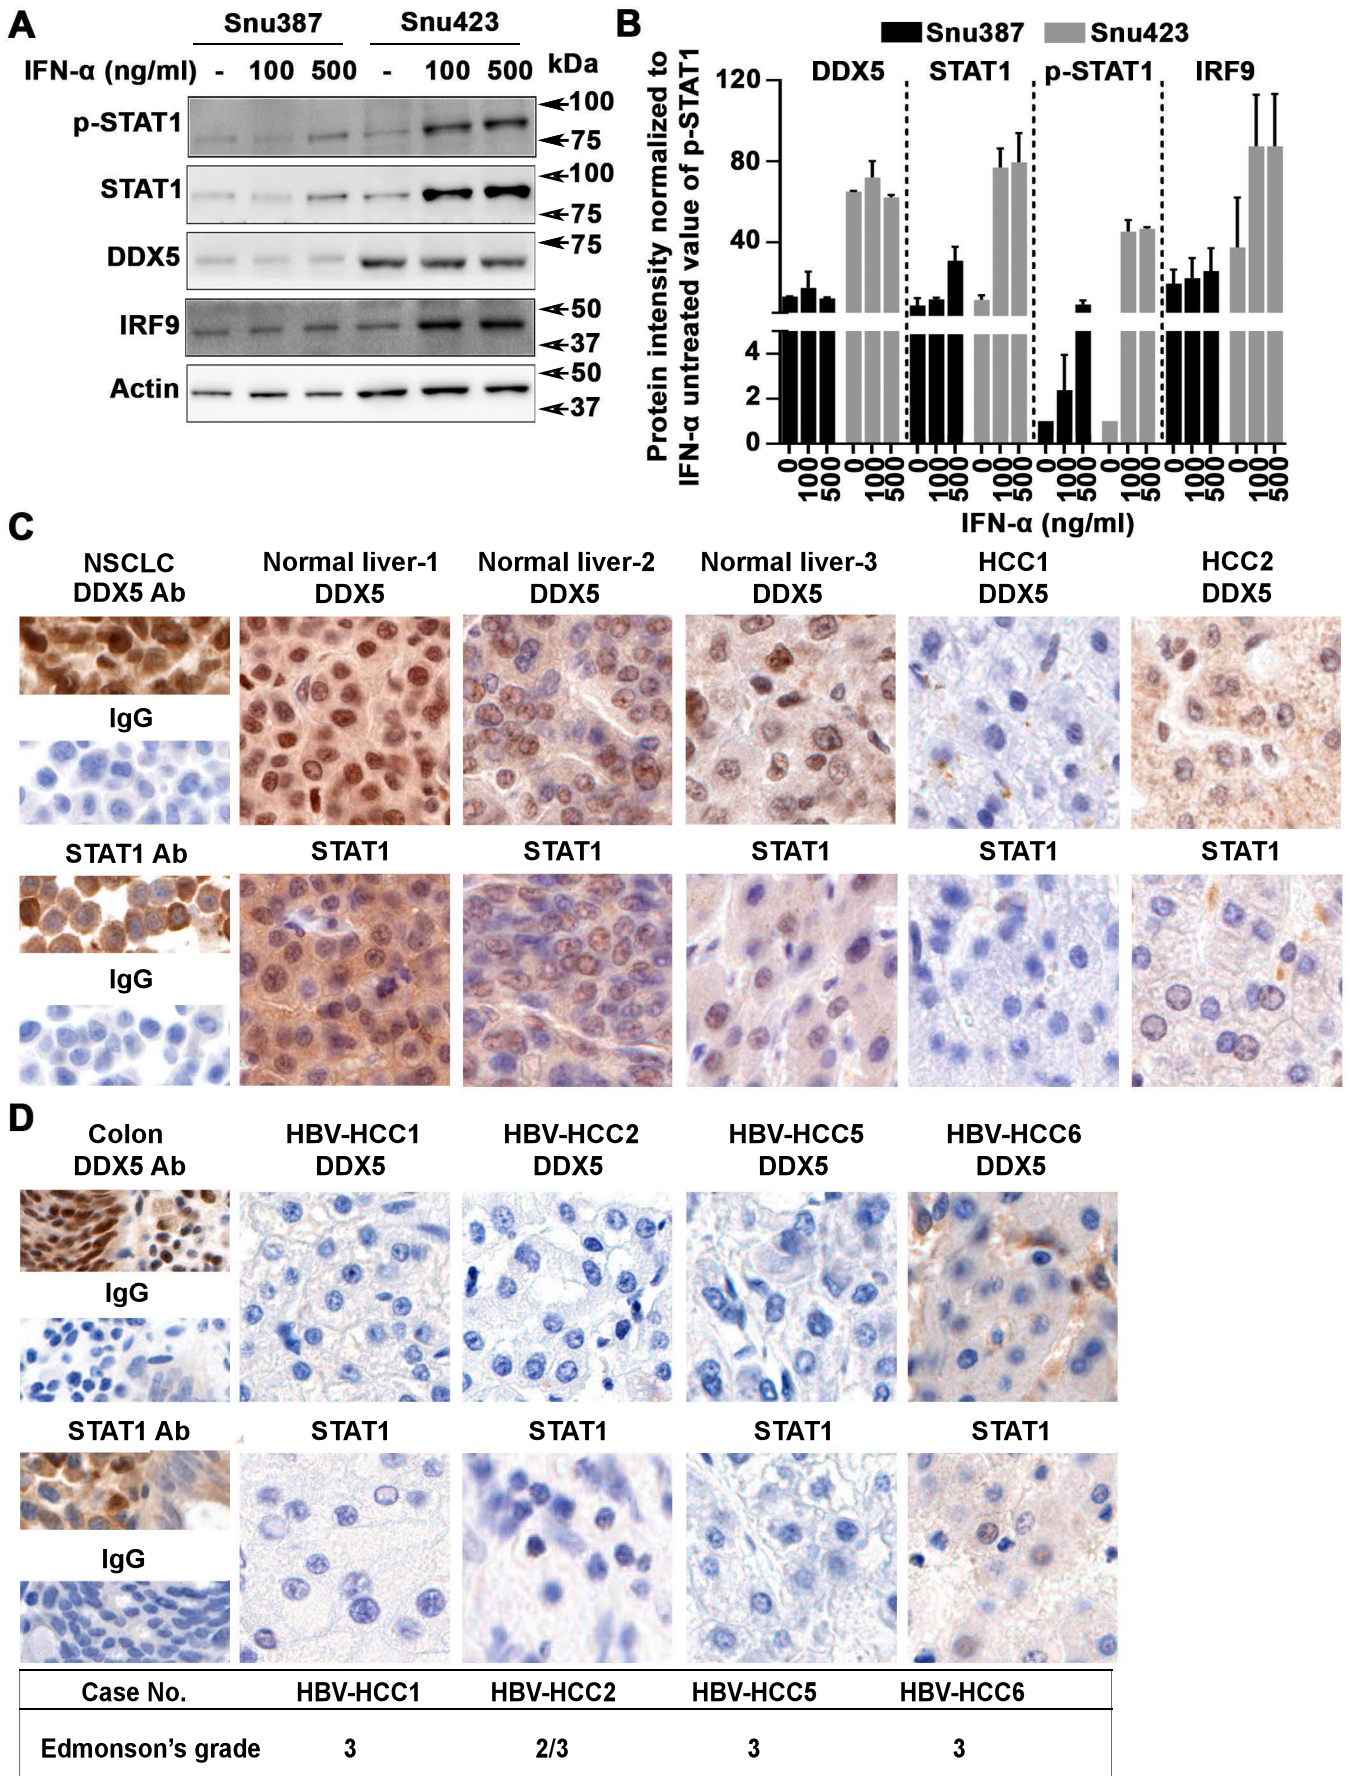 A
Snu387 Snu423
IFN-α (ng/ml) - 100 500 - 100 500 kDa
p-STAT1
100
75
STAT1
100
75
DDX5
75
IRF9
50
37
Actin
50
37
B
Snu387 Snu423
DDX5 STAT1 p-STAT1 IRF9
Protein intensity normalized to
IFN-α untreated value of p-STAT1
120
80
40
4
2
0
0 100 500 0 100 500 0 100 500 0 100 500 0 100 500 0 100 500 0 100 500 0 100 500
IFN-α (ng/ml)
C
NSCLC Normal liver-1 Normal liver-2 Normal liver-3 HCC1 HCC2
DDX5 Ab DDX5 DDX5 DDX5 DDX5 DDX5
IgG
STAT1 Ab STAT1 STAT1 STAT1 STAT1 STAT1
IgG
D
Colon HBV-HCC1 HBV-HCC2 HBV-HCC5 HBV-HCC6
DDX5 Ab DDX5 DDX5 DDX5 DDX5
IgG
STAT1 Ab STAT1 STAT1 STAT1 STAT1
IgG
Case No. HBV-HCC1 HBV-HCC2 HBV-HCC5 HBV-HCC6
Edmonson's grade 3 2/3 3 3